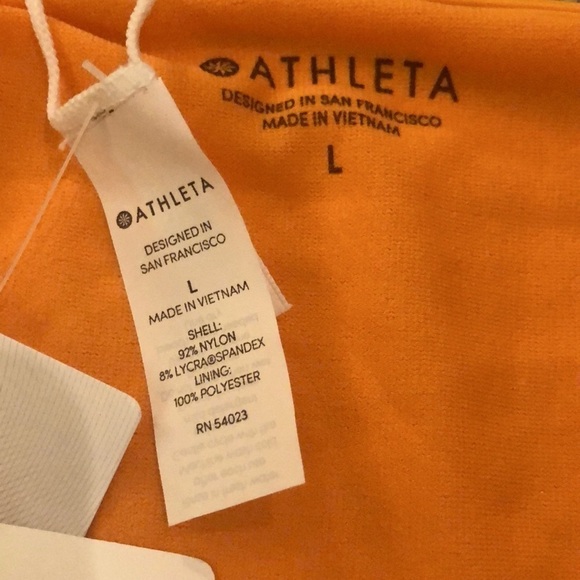 ATHLETA
DESIGNED IN SAN FRANCISCO
MADE IN VIETNAM
L
ATHLETA
DESIGNED IN
SAN FRANCISCO
L
MADE IN VIETNAM
SHELL:
92% NYLON
8% LYCRA®SPANDEX
LINING:
100% POLYESTER
RN 54023